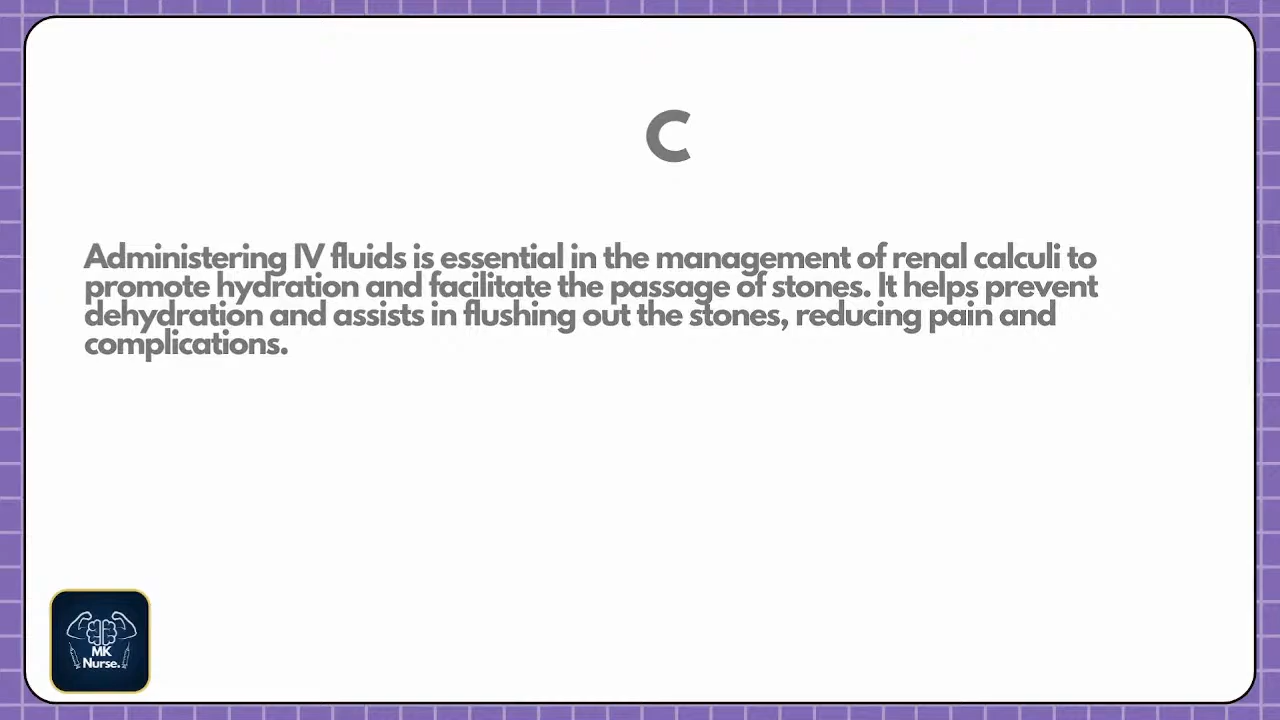 C
Administering IV fluids is essential in the management of renal calculi to
promote hydration and facilitate the passage of stones. It helps prevent
dehydration and assists in flushing out the stones, reducing pain and
complications.
MK
Nurse.